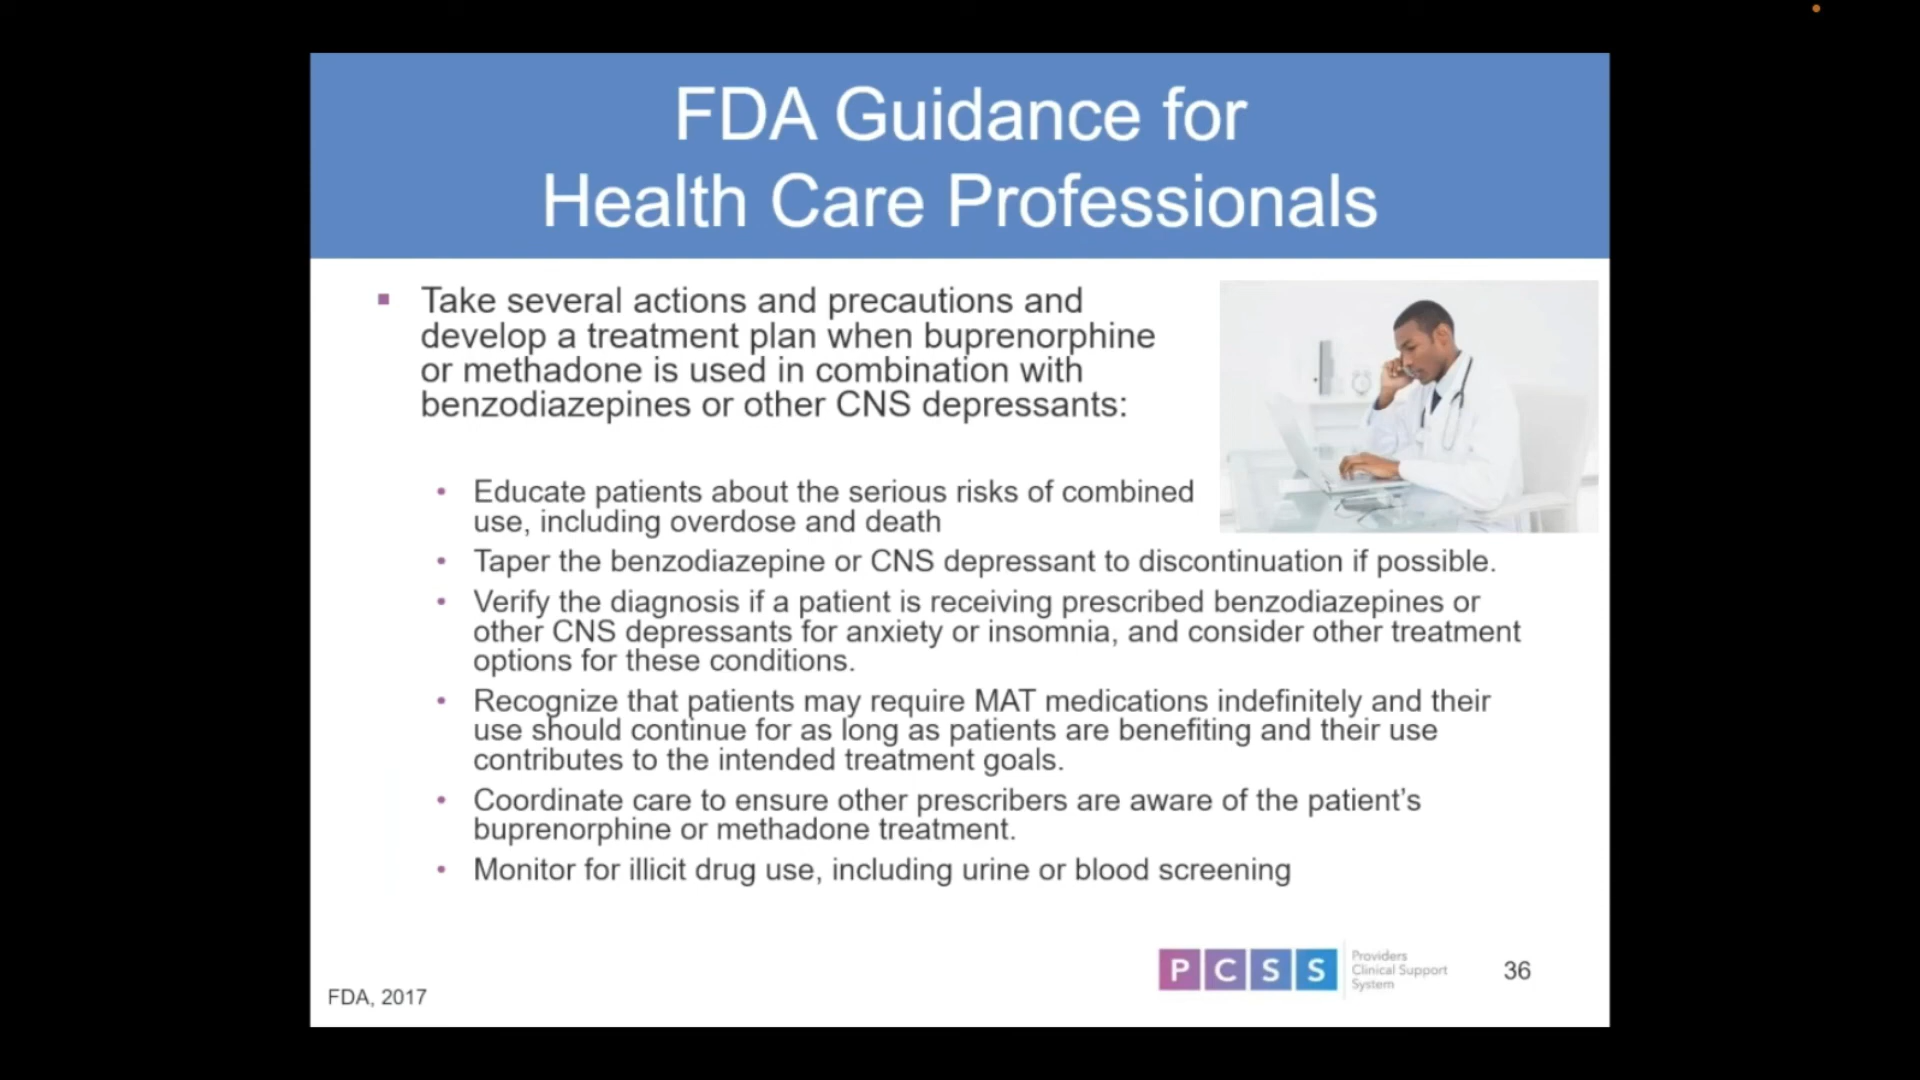 FDA Guidance for
Health Care Professionals
▪ Take several actions and precautions and
develop a treatment plan when buprenorphine
or methadone is used in combination with
benzodiazepines or other CNS depressants:
• Educate patients about the serious risks of combined
use, including overdose and death
• Taper the benzodiazepine or CNS depressant to discontinuation if possible.
• Verify the diagnosis if a patient is receiving prescribed benzodiazepines or
other CNS depressants for anxiety or insomnia, and consider other treatment
options for these conditions.
• Recognize that patients may require MAT medications indefinitely and their
use should continue for as long as patients are benefiting and their use
contributes to the intended treatment goals.
• Coordinate care to ensure other prescribers are aware of the patient’s
buprenorphine or methadone treatment.
• Monitor for illicit drug use, including urine or blood screening
PCSS
Providers
Clinical Support
System
36
FDA, 2017